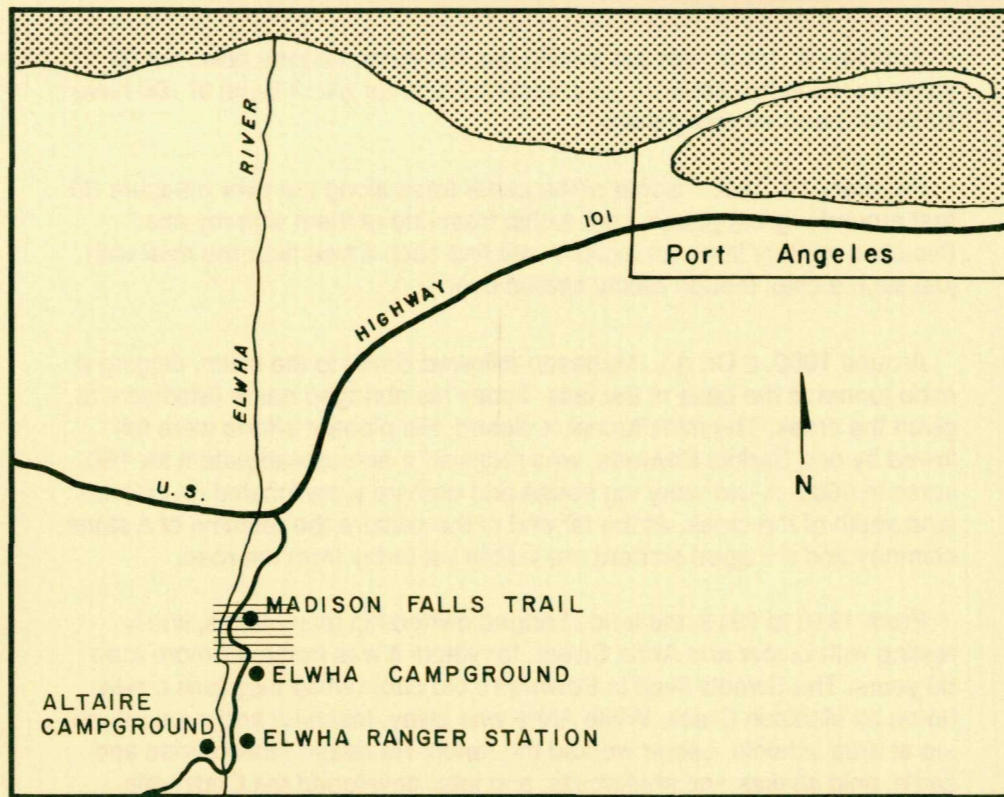 ELWHA RIVER
U.S. HIGHWAY 101
Port Angeles
N
MADISON FALLS TRAIL
ELWHA CAMPGROUND
ALTAIRE
CAMPGROUND
ELWHA RANGER STATION